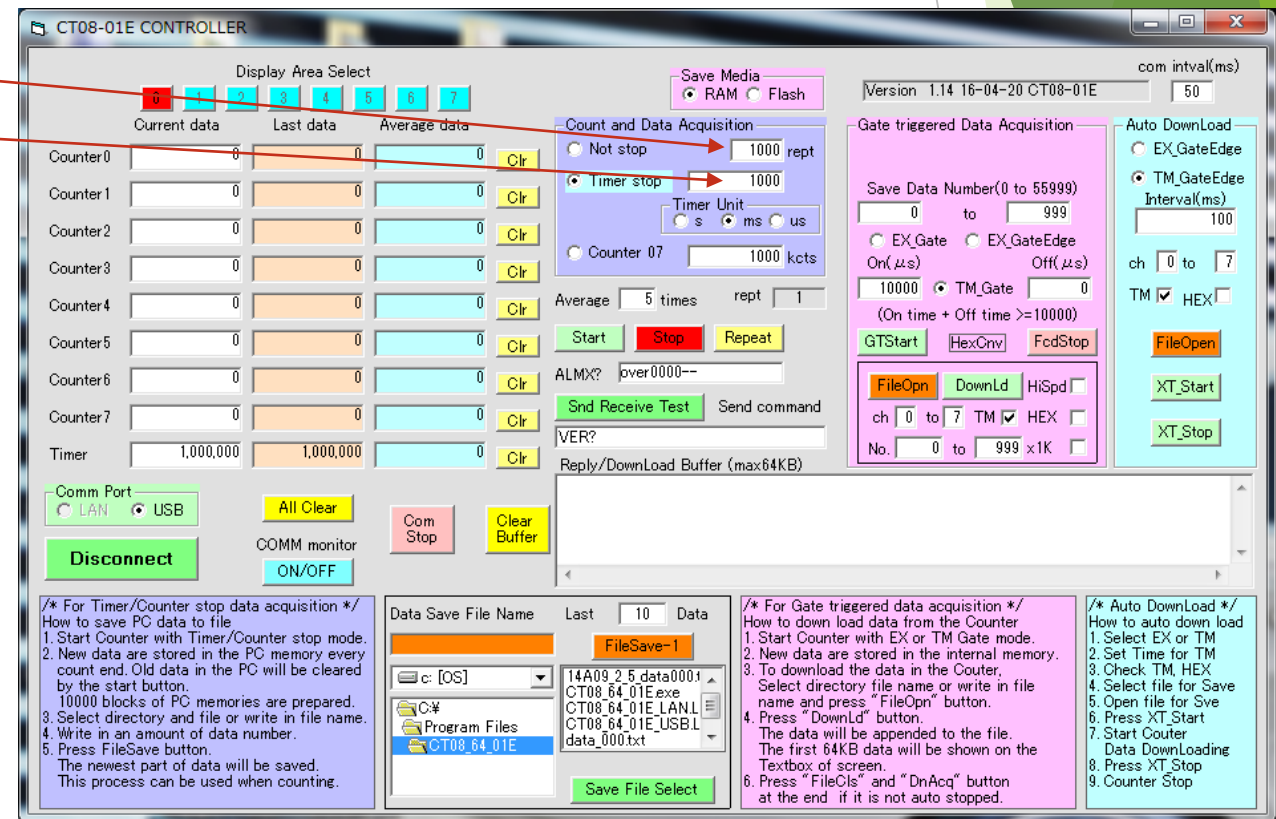 CT08-01E CONTROLLER
Display Area Select
0 1 2 3 4 5 6 7
Current data Last data Average data
Counter0 0 0 0 Clr
Counter1 0 0 0 Clr
Counter2 0 0 0 Clr
Counter3 0 0 0 Clr
Counter4 0 0 0 Clr
Counter5 0 0 0 Clr
Counter6 0 0 0 Clr
Counter7 0 0 0 Clr
Timer 1,000,000 1,000,000 0 Clr
Comm Port
LAN USB
Disconnect
All Clear
COMM monitor
ON/OFF
Com
Stop
Clear
Buffer
Save Media
RAM Flash
Count and Data Acquisition
Not stop 1000 rept
Timer stop 1000
Timer Unit
s ms us
Counter 07 1000 kcts
Average 5 times rept 1
Start Stop Repeat
ALMX? over0000--
Snd Receive Test Send command
VER?
Reply/DownLoad Buffer (max64KB)
Version 1.14 16-04-20 CT08-01E
com intval(ms)
50
Gate triggered Data Acquisition
Save Data Number(0 to 55999)
0 to 999
EX_Gate EX_GateEdge
On(μs) Off(μs)
10000 TM_Gate 0
(On time + Off time >=10000)
GTStart HexCnv FcdStop
FileOpn DownLd HiSpd
ch 0 to 7 TM HEX
No. 0 to 999 x1K
Auto DownLoad
EX_GateEdge
TM_GateEdge
Interval(ms)
100
ch 0 to 7
TM HEX
FileOpen
XT_Start
XT_Stop
/* For Timer/Counter stop data acquisition */
How to save PC data to file
1. Start Counter with Timer/Counter stop mode.
2. New data are stored in the PC memory every
count end. Old data in the PC will be cleared
by the start button.
10000 blocks of PC memories are prepared.
3. Select directory and file or write in file name.
4. Write in an amount of data number.
5. Press FileSave button.
The newest part of data will be saved.
This process can be used when counting.
Data Save File Name Last 10 Data
FileSave-1
c: [OS]
C:¥
Program Files
CT08_64_01E
14A09_2_5_data000.t
CT08_64_01E.exe
CT08_64_01E_LAN.L
CT08_64_01E_USB.L
data_000.txt
Save File Select
/* For Gate triggered data acquisition */
How to down load data from the Counter
1. Start Counter with EX or TM Gate mode.
2. New data are stored in the internal memory.
3. To download the data in the Couter,
Select directory file name or write in file
name and press "FileOpn" button.
4. Press "DownLd" button.
The data will be appended to the file.
The first 64KB data will be shown on the
Textbox of screen.
6. Press "FileCls" and "DnAcq" button
at the end if it is not auto stopped.
/* Auto DownLoad */
How to auto down load
1. Select EX or TM
2. Set Time for TM
3. Check TM, HEX
4. Select file for Save
5. Open file for Sve
6. Press XT_Start
7. Start Couter
Data DownLoading
8. Press XT_Stop
9. Counter Stop